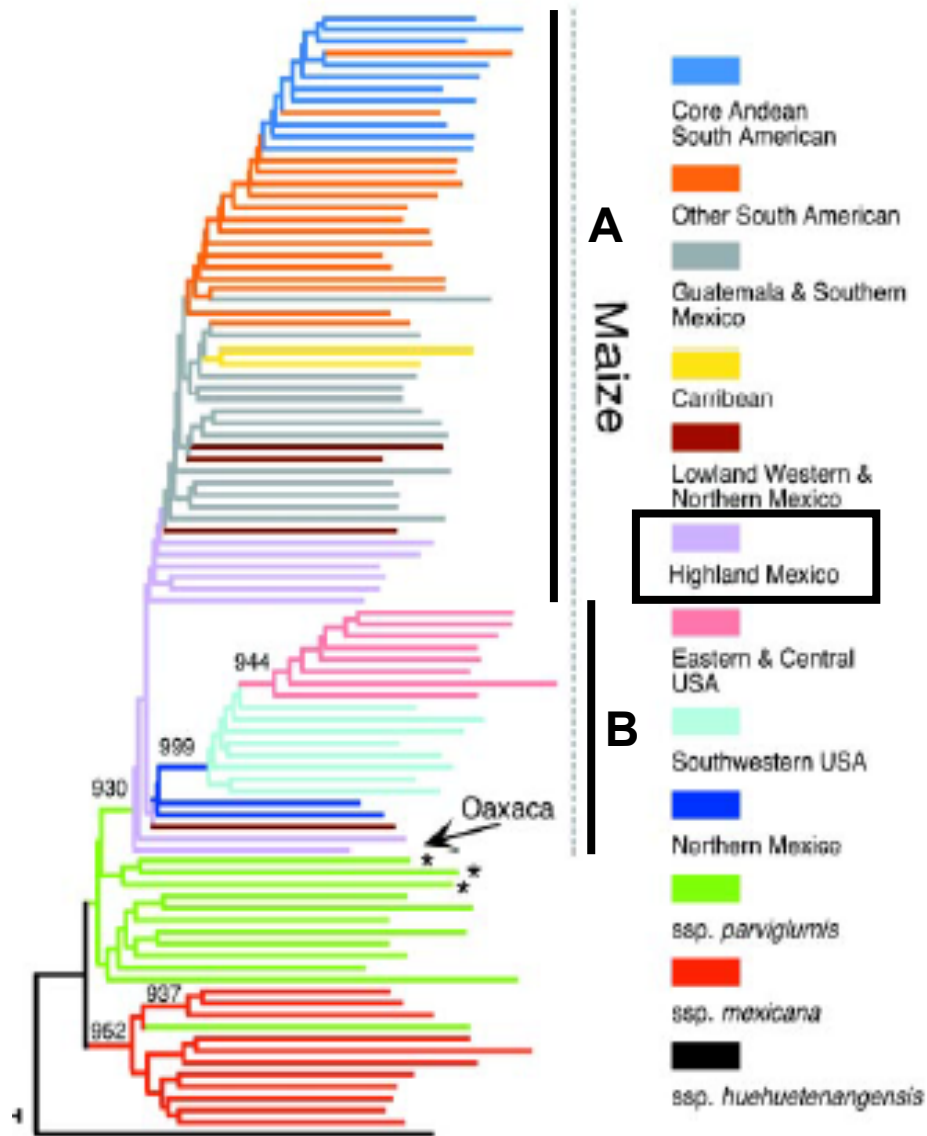 Core Andean
South American
Other South American
A
Guatemala & Southern
Mexico
Maize
Carribean
Lowland Western &
Northern Mexico
Highland Mexico
944
Eastern & Central
USA
B
999
Southwestern USA
930
Oaxaca
Northern Mexico
*
*
*
ssp. parviglumis
937
ssp. mexicana
962
ssp. huehuetenangensis